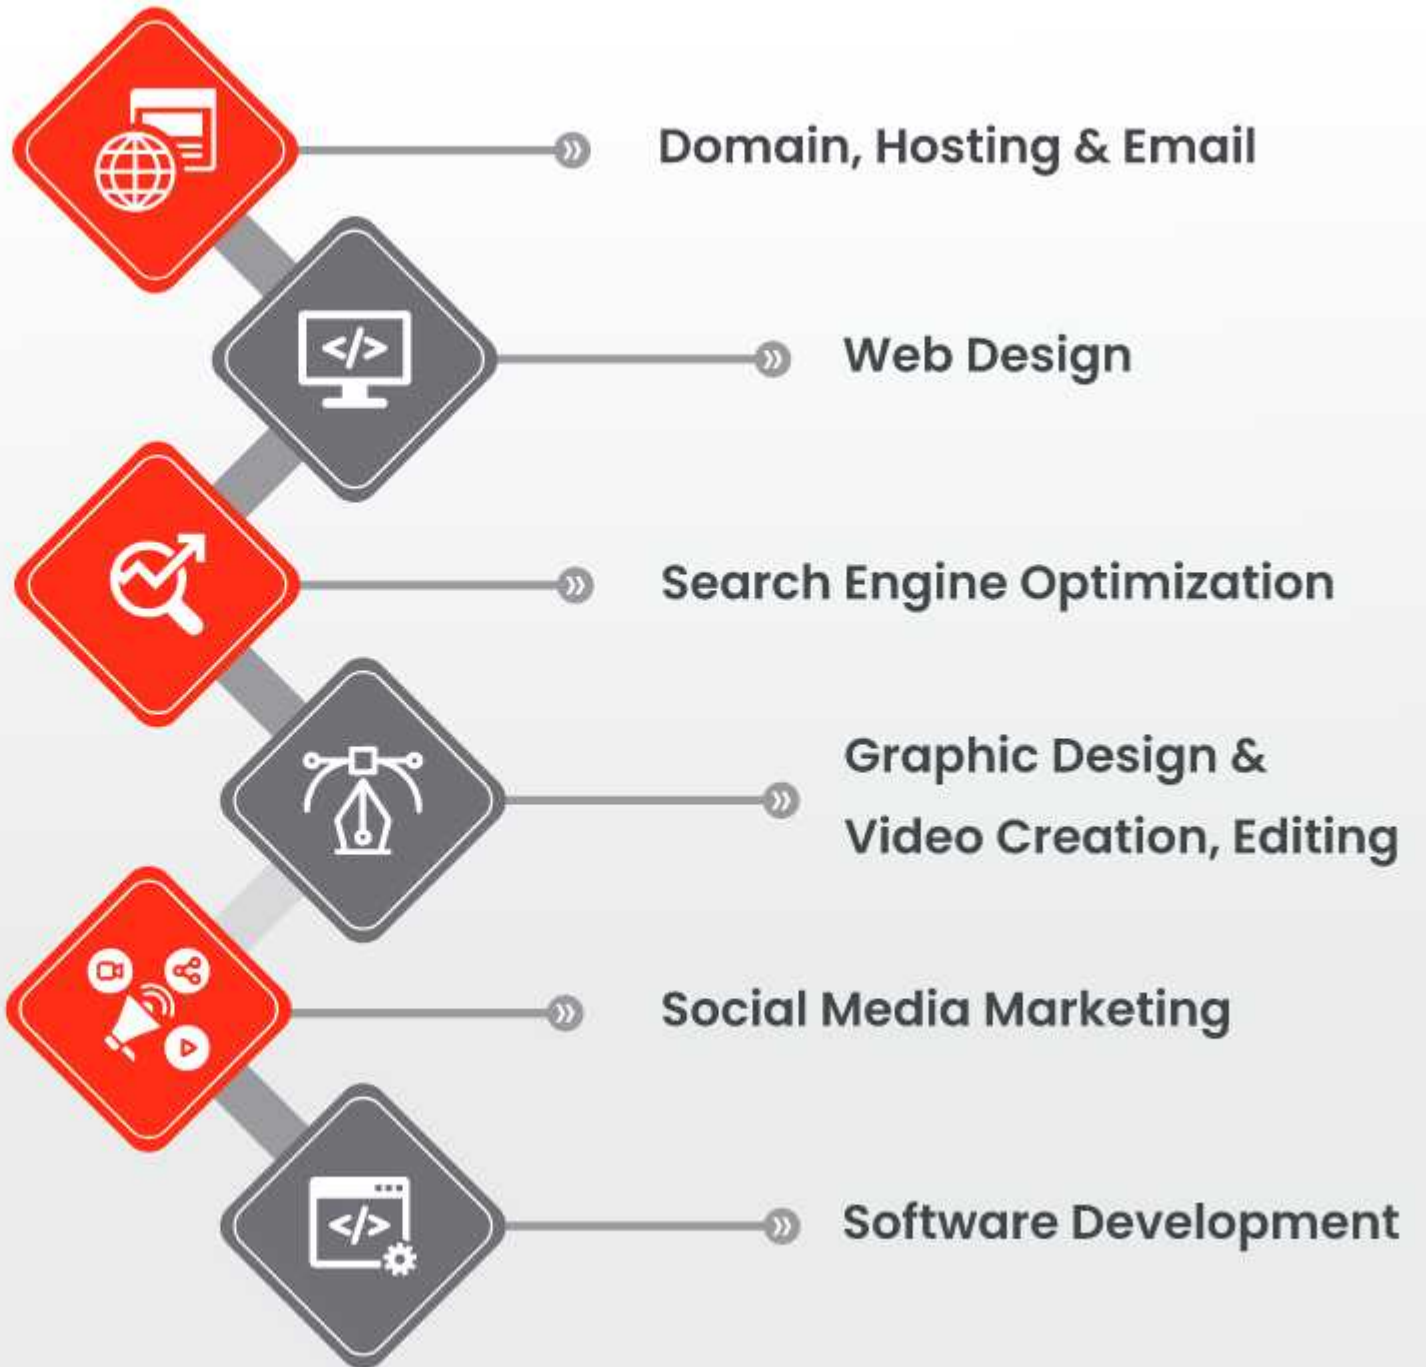 Domain, Hosting & Email
Web Design
Search Engine Optimization
Graphic Design &
Video Creation, Editing
Social Media Marketing
Software Development